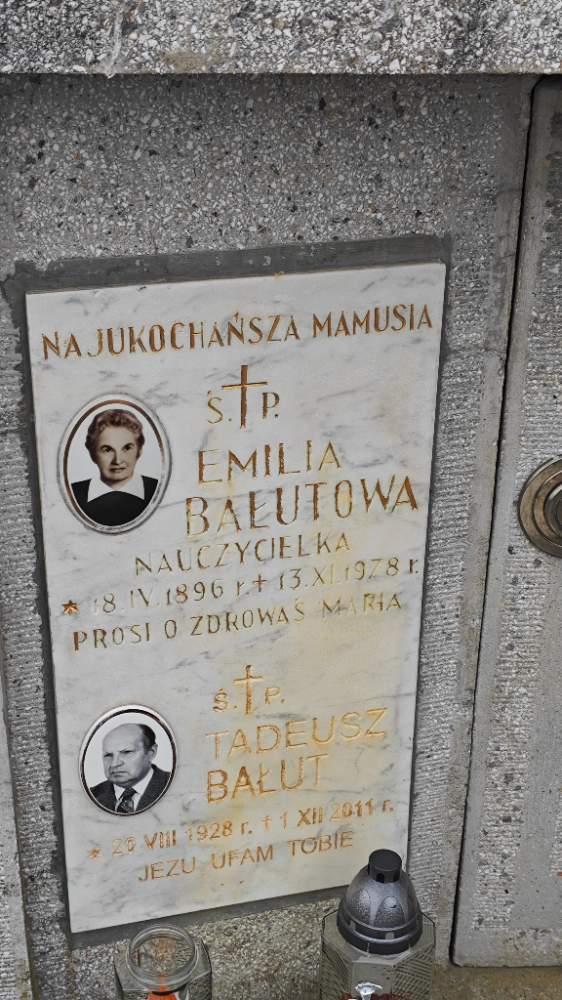 NAJUKOCHAŃSZA MAMUSIA
Ś.†P.
EMILIA
BAŁUTOWA
NAUCZYCIELKA
* 18.IV.1896 r. + 13.XI.1978 r.
PROSI O ZDROWAŚ MARIA
Ś.†P.
TADEUSZ
BAŁUT
* 20 VIII 1928 r. † 1 XII 2011 r.
JEZU UFAM TOBIE